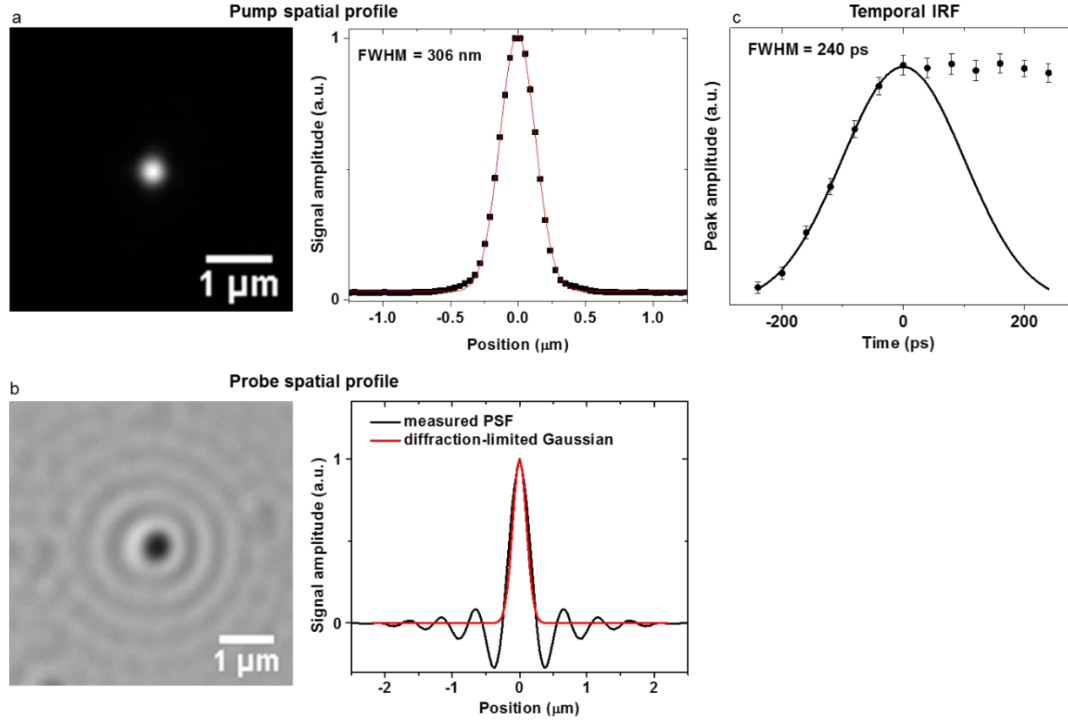 a
Pump spatial profile
1 μm
FWHM = 306 nm
Signal amplitude (a.u.)
1
0
-1.0
-0.5
0.0
0.5
1.0
Position (μm)
c
Temporal IRF
FWHM = 240 ps
Peak amplitude (a.u.)
-200
0
200
Time (ps)
b
Probe spatial profile
1 μm
measured PSF
diffraction-limited Gaussian
Signal amplitude (a.u.)
1
0
-2
-1
0
1
2
Position (μm)